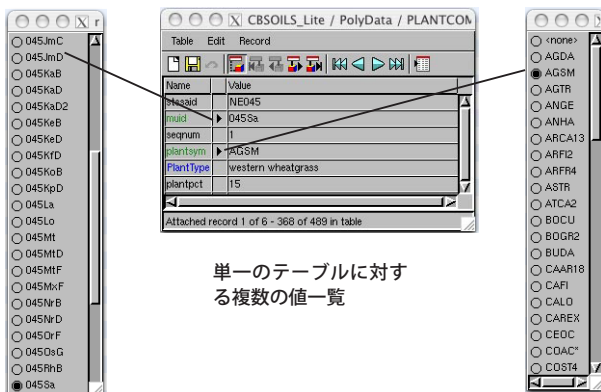 X r
045JmC
045JmD
045KaB
045KaD
045KaD2
045KeB
045KeD
045KfD
045KoB
045KpD
045La
045Lo
045Mt
045MtD
045MtF
045MxF
045NrB
045NrD
045OrF
045OsG
045RhB
045Sa
X CBSOILS_Lite / PolyData / PLANTCOM
Table Edit Record
Name Value
stssaid NE045
muid 045Sa
seqnum 1
plantsym AGSM
PlantType western wheatgrass
plantpct 15
Attached record 1 of 6 - 368 of 489 in table
単一のテーブルに対す
る複数の値一覧
<none>
AGDA
AGSM
AGTR
ANGE
ANHA
ARCA13
ARFI2
ARFR4
ASTR
ATCA2
BOCU
BOGR2
BUDA
CAAR18
CAFI
CALO
CAREX
CEOC
COAC*
COST4